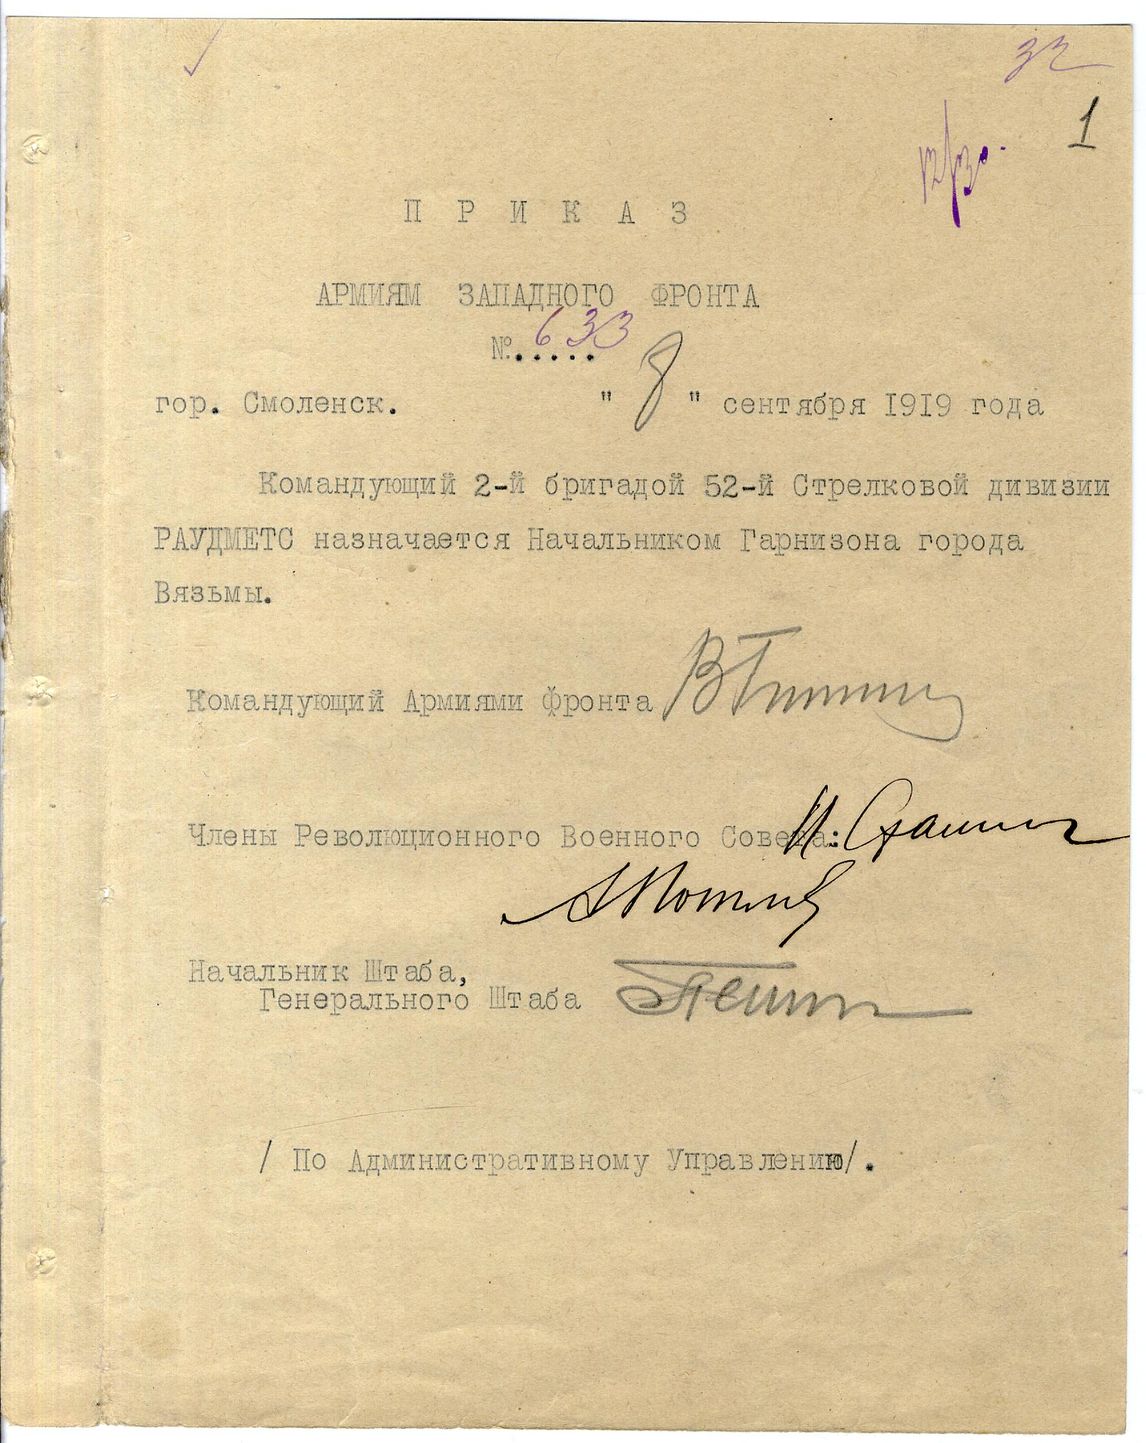 32
1
П Р И К А З
АРМИЯМ ЗАПАДНОГО ФРОНТА
№..... 633
гор. Смоленск. " 8 " сентября 1919 года
Командующий 2-й бригадой 52-й Стрелковой дивизии
РАУДМЕТС назначается Начальником Гарнизона города
Вязьмы.
Командующий Армиями фронта ВГиттис
Члены Революционного Военного Совета: И. Сталин
Начальник Штаба,
Генерального Штаба
/ По Административному Управлению/.